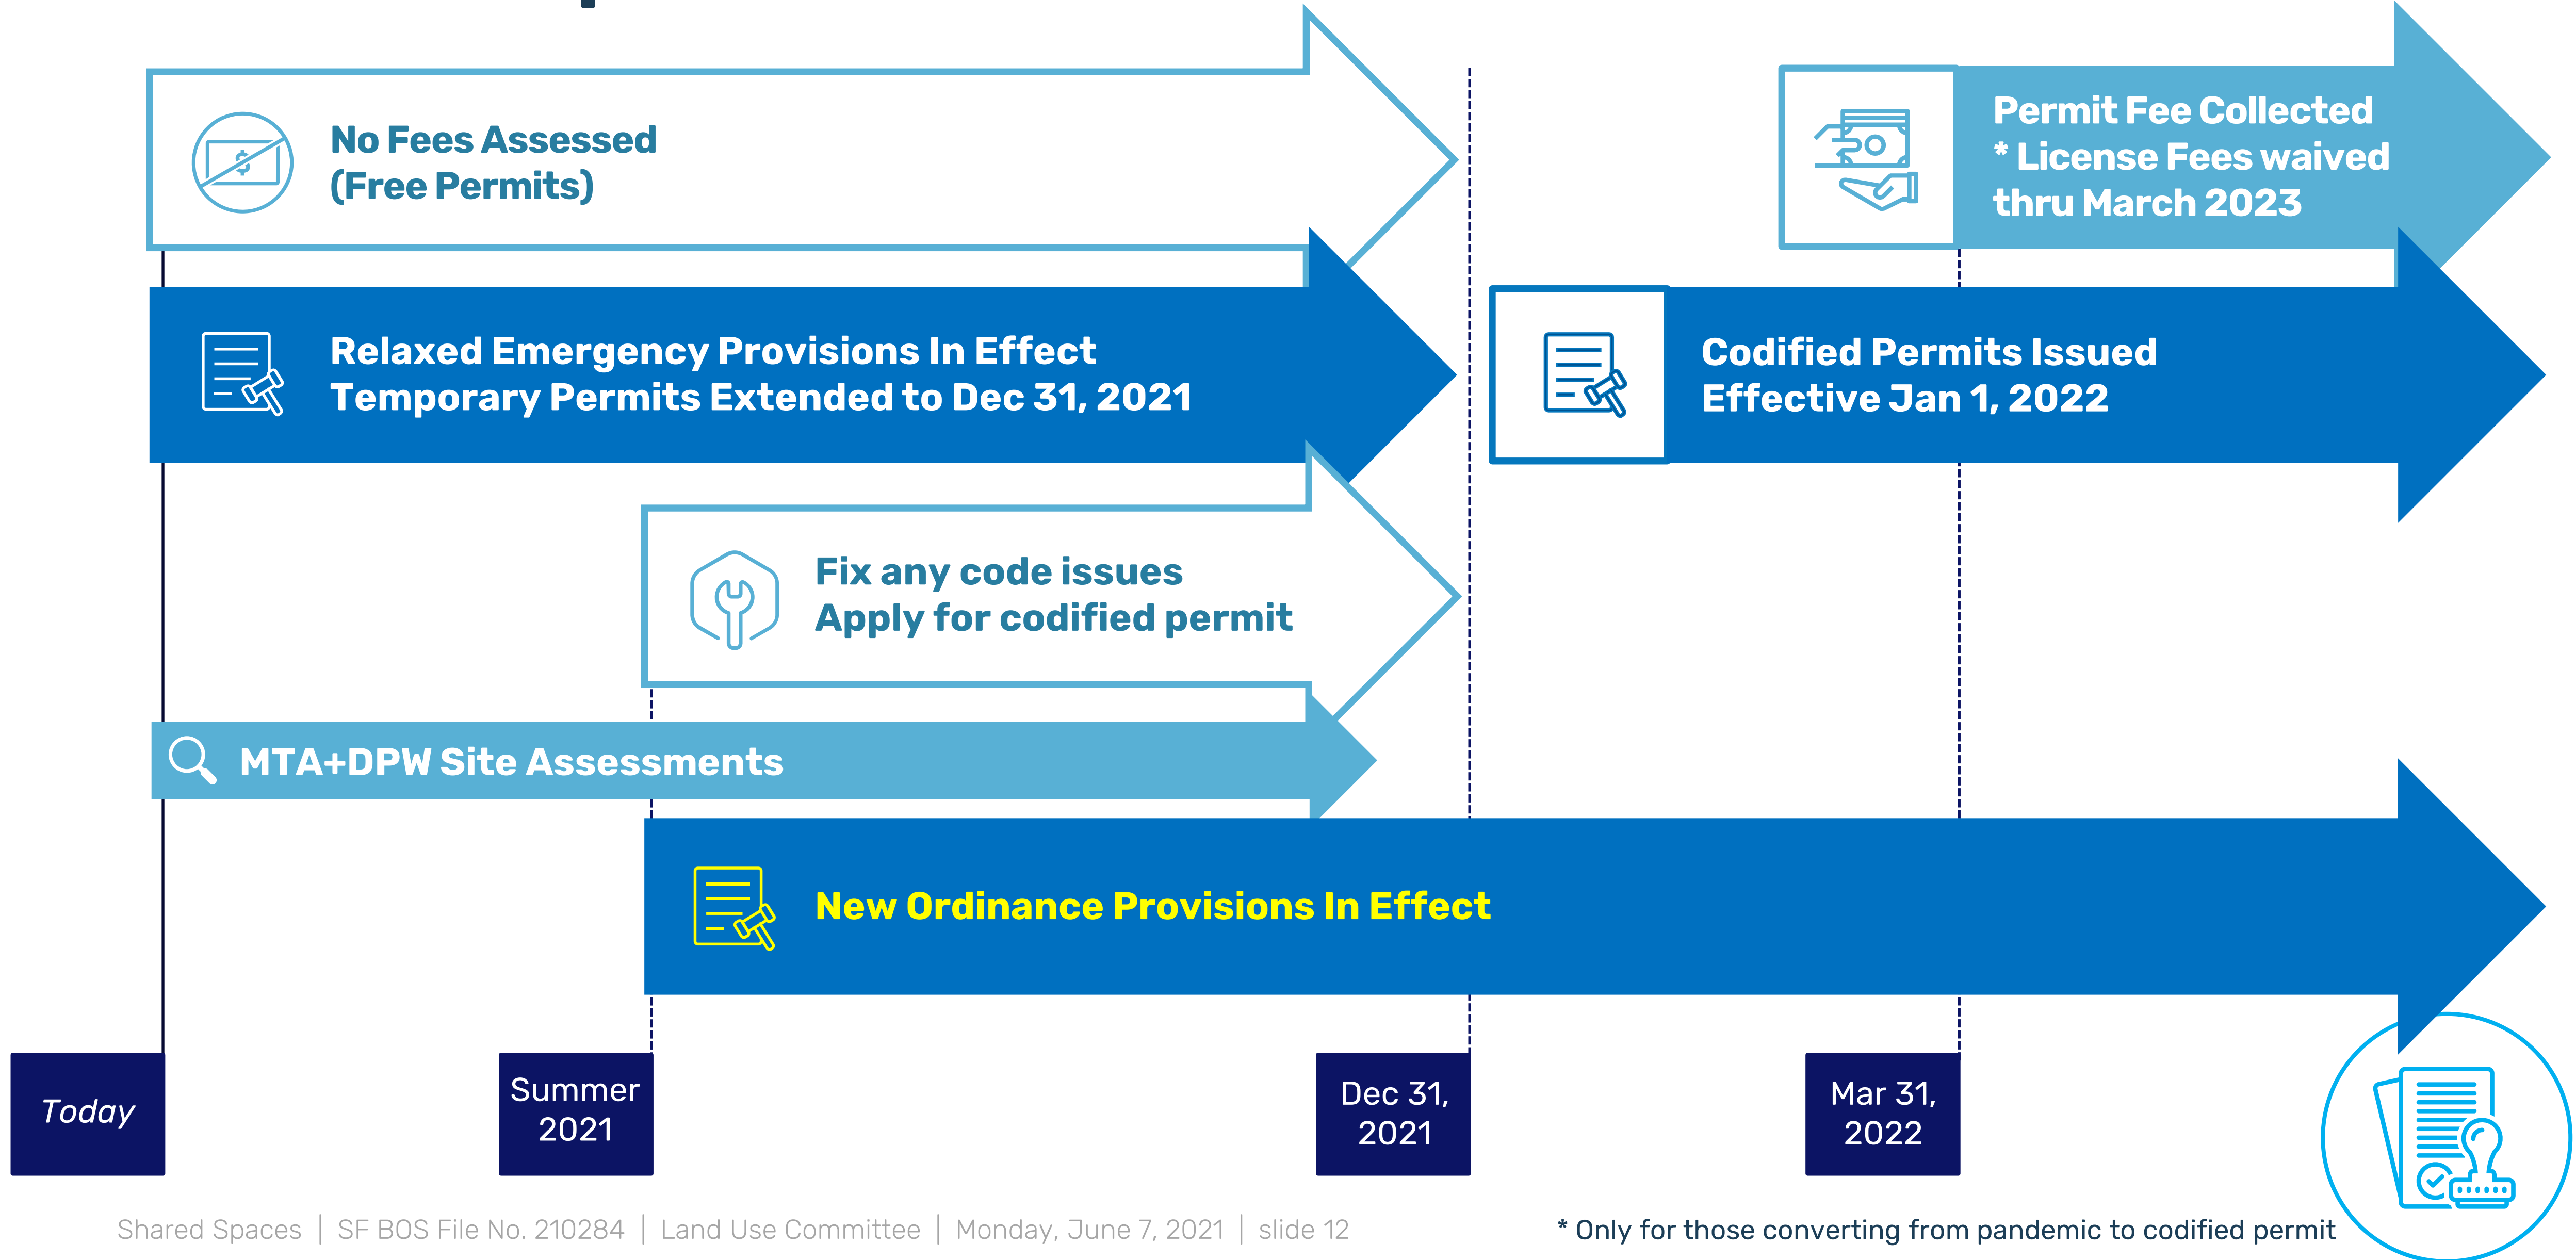 No Fees Assessed
(Free Permits)
Permit Fee Collected
* License Fees waived
thru March 2023
Relaxed Emergency Provisions In Effect
Temporary Permits Extended to Dec 31, 2021
Codified Permits Issued
Effective Jan 1, 2022
Fix any code issues
Apply for codified permit
MTA+DPW Site Assessments
New Ordinance Provisions In Effect
Today
Summer
2021
Dec 31,
2021
Mar 31,
2022
Shared Spaces | SF BOS File No. 210284 | Land Use Committee | Monday, June 7, 2021 | slide 12
* Only for those converting from pandemic to codified permit